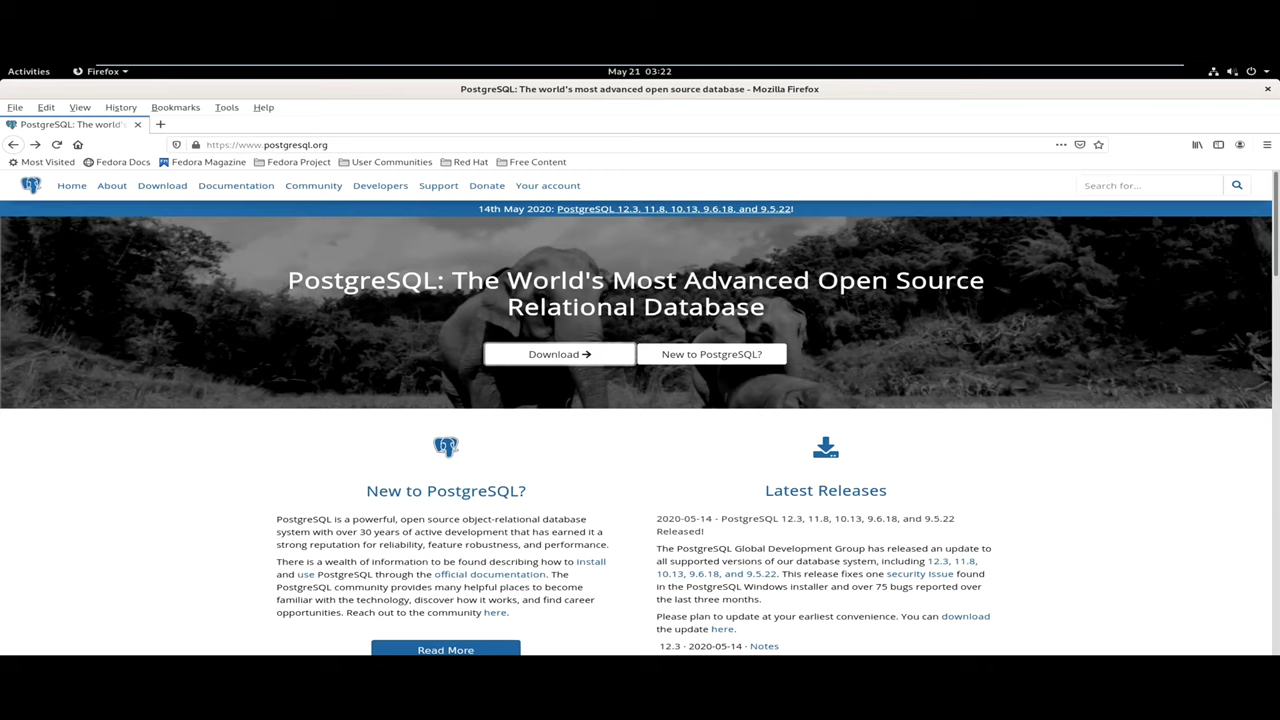 Activities Firefox May 21 03:22
PostgreSQL: The world's most advanced open source database - Mozilla Firefox
File Edit View History Bookmarks Tools Help
PostgreSQL: The world's
https://www.postgresql.org
Most Visited Fedora Docs Fedora Magazine Fedora Project User Communities Red Hat Free Content
Home About Download Documentation Community Developers Support Donate Your account Search for...
14th May 2020: PostgreSQL 12.3, 11.8, 10.13, 9.6.18, and 9.5.22!
PostgreSQL: The World's Most Advanced Open Source
Relational Database
Download → New to PostgreSQL?
New to PostgreSQL?
PostgreSQL is a powerful, open source object-relational database
system with over 30 years of active development that has earned it a
strong reputation for reliability, feature robustness, and performance.
There is a wealth of information to be found describing how to install
and use PostgreSQL through the official documentation. The
PostgreSQL community provides many helpful places to become
familiar with the technology, discover how it works, and find career
opportunities. Reach out to the community here.
Read More
Latest Releases
2020-05-14 - PostgreSQL 12.3, 11.8, 10.13, 9.6.18, and 9.5.22
Released!
The PostgreSQL Global Development Group has released an update to
all supported versions of our database system, including 12.3, 11.8,
10.13, 9.6.18, and 9.5.22. This release fixes one security issue found
in the PostgreSQL Windows installer and over 75 bugs reported over
the last three months.
Please plan to update at your earliest convenience. You can download
the update here.
12.3 · 2020-05-14 · Notes